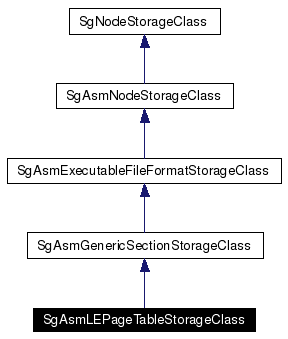 SgNodeStorageClass
SgAsmNodeStorageClass
SgAsmExecutableFileFormatStorageClass
SgAsmGenericSectionStorageClass
SgAsmLEPageTableStorageClass